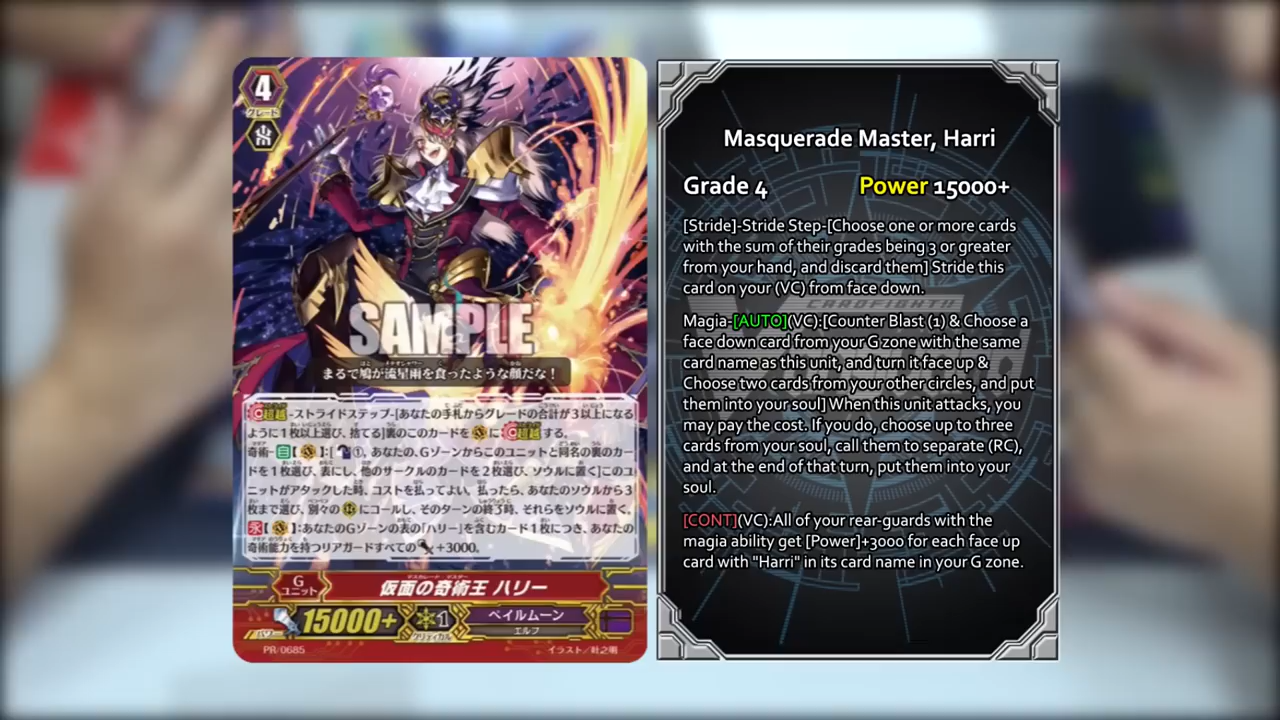 4
グレード
SAMPLE
まるで鳩が流星雨を食ったような顔だな！
超越-ストライドステップ-[あなたの手札からグレードの合計が3以上になる
ように1枚以上選び、捨てる]裏のこのカードを に 超越する。
奇術-自【 】:[ ①, あなたの、Gゾーンからこのユニットと同名の裏のカー
ドを1枚選び、表にし、他のサークルのカードを2枚選び、ソウルに置く]このユ
ニットがアタックした時、コストを払ってよい。払ったら、あなたのソウルから3
枚まで選び、別々の にコールし、そのターンの終了時、それらをソウルに置く。
永【 】:あなたのGゾーンの表の「ハリー」を含むカード1枚につき、あなたの
奇術能力を持つリアガードすべての +3000。
G
ユニット
仮面の奇術王 ハリー
15000+
1
クリティカル
ペイルムーン
エルフ
PR/0685
イラスト／叶之明
Masquerade Master, Harri
Grade 4
Power 15000+
[Stride]-Stride Step-[Choose one or more cards
with the sum of their grades being 3 or greater
from your hand, and discard them] Stride this
card on your (VC) from face down.
CARDFIGHT!!
Magia-[AUTO](VC):[Counter Blast (1) & Choose a
face down card from your G zone with the same
card name as this unit, and turn it face up &
Choose two cards from your other circles, and put
them into your soul] When this unit attacks, you
may pay the cost. If you do, choose up to three
cards from your soul, call them to separate (RC),
and at the end of that turn, put them into your
soul.
[CONT](VC):All of your rear-guards with the
magia ability get [Power]+3000 for each face up
card with "Harri" in its card name in your G zone.